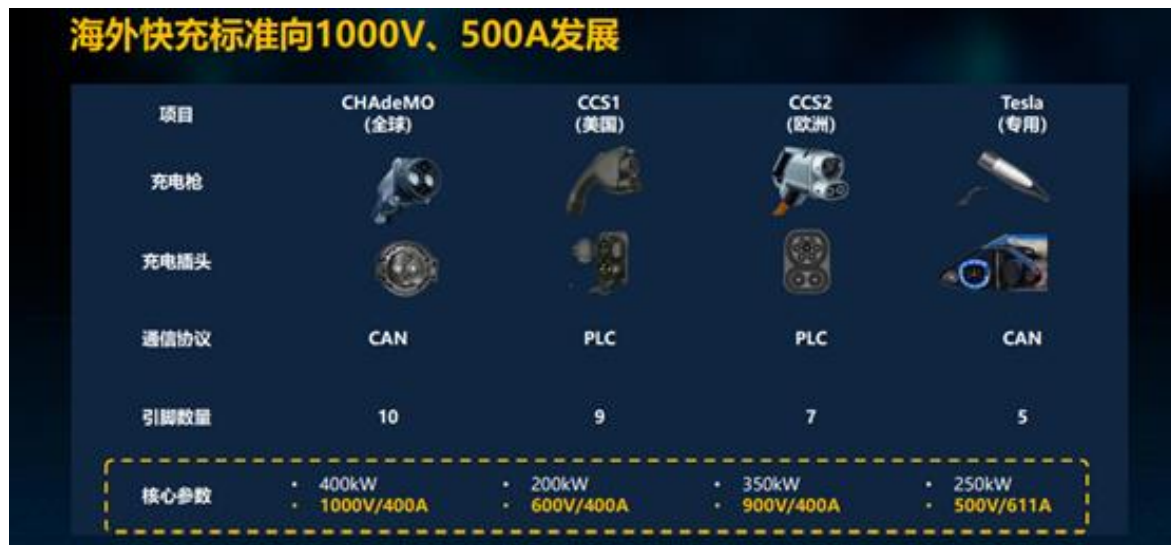 海外快充标准向1000V、500A发展
项目
CHAdeMO
(全球)
CCS1
(美国)
CCS2
(欧洲)
Tesla
(专用)
充电枪
充电插头
通信协议
CAN
PLC
PLC
CAN
引脚数量
10
9
7
5
核心参数
• 400kW
• 1000V/400A
• 200kW
• 600V/400A
• 350kW
• 900V/400A
• 250kW
• 500V/611A